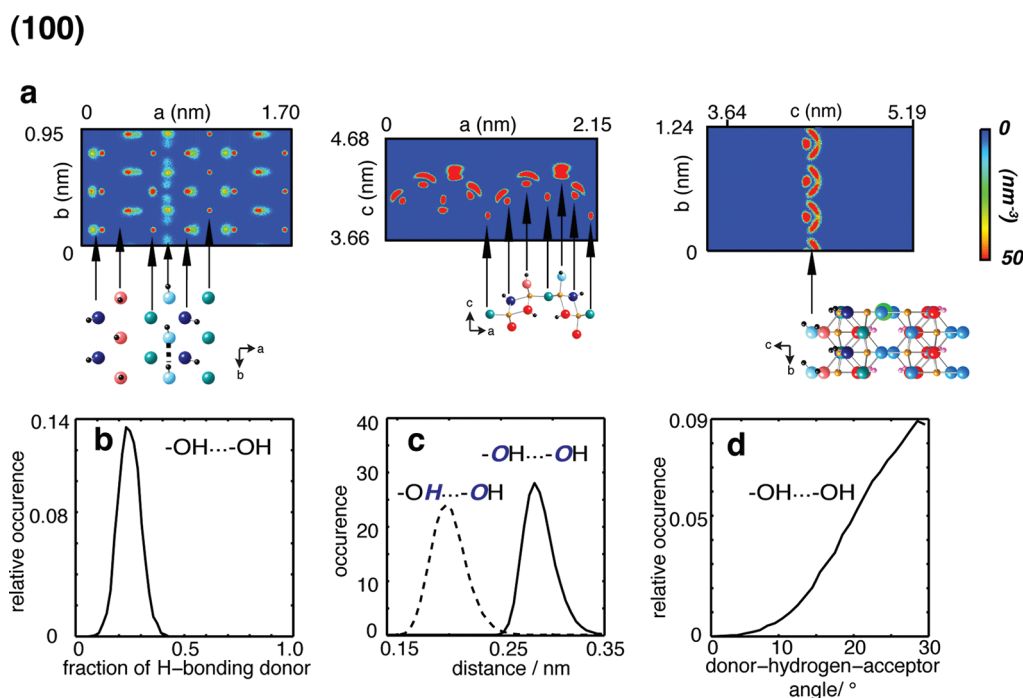 (100)
a
0 a (nm) 1.70
0.95
b (nm)
0
a
b
0 a (nm) 2.15
4.68
c (nm)
3.66
c
a
3.64 c (nm) 5.19
1.24
b (nm)
0
c
b
0
(nm-3)
50
b
-OH...-OH
0.14
0.08
0
relative occurence
0 0.5 1.0
fraction of H-bonding donor
c
-OH...-OH
-OH...-OH
40
30
20
10
0
occurence
0.15 0.25 0.35
distance / nm
d
-OH...-OH
0.09
0.05
0
relative occurence
0 10 20 30
donor-hydrogen-acceptor
angle/ °